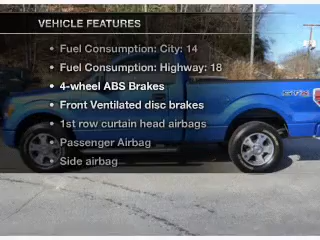 VEHICLE FEATURES
• Fuel Consumption: City: 14
• Fuel Consumption: Highway: 18
• 4-wheel ABS Brakes
• Front Ventilated disc brakes
• 1st row curtain head airbags
• Passenger Airbag
• Side airbag